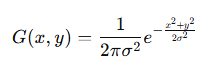 G(x, y) = \frac{1}{2\pi\sigma^2} e^{-\frac{x^2+y^2}{2\sigma^2}}